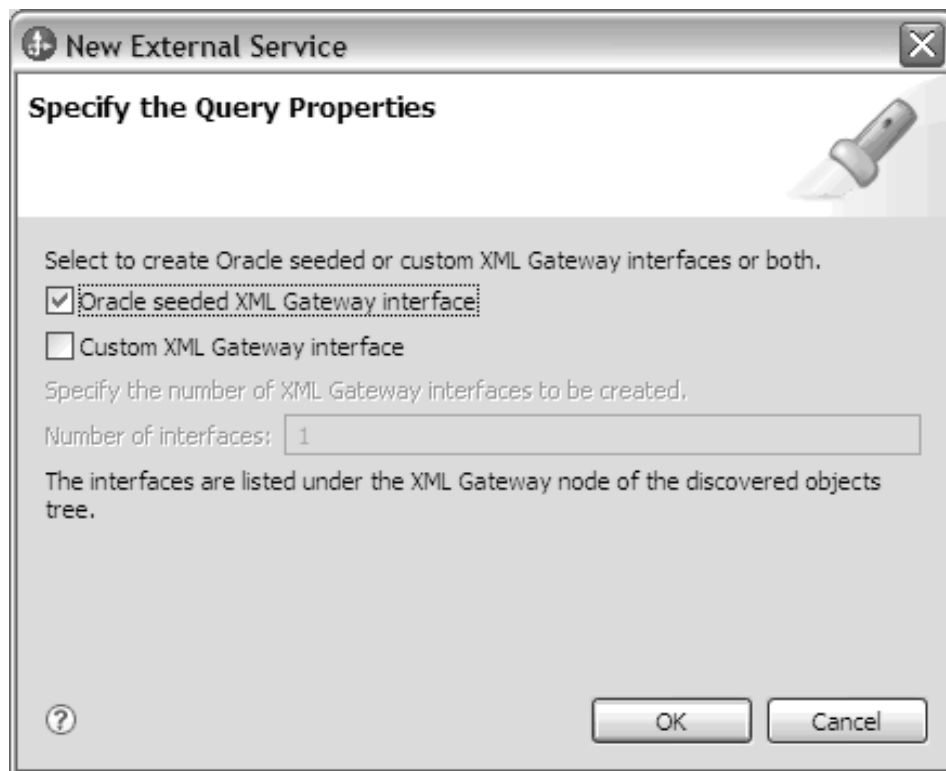 New External Service
Specify the Query Properties
Select to create Oracle seeded or custom XML Gateway interfaces or both.
Oracle seeded XML Gateway interface
Custom XML Gateway interface
Specify the number of XML Gateway interfaces to be created.
Number of interfaces: 1
The interfaces are listed under the XML Gateway node of the discovered objects
tree.
?
OK Cancel